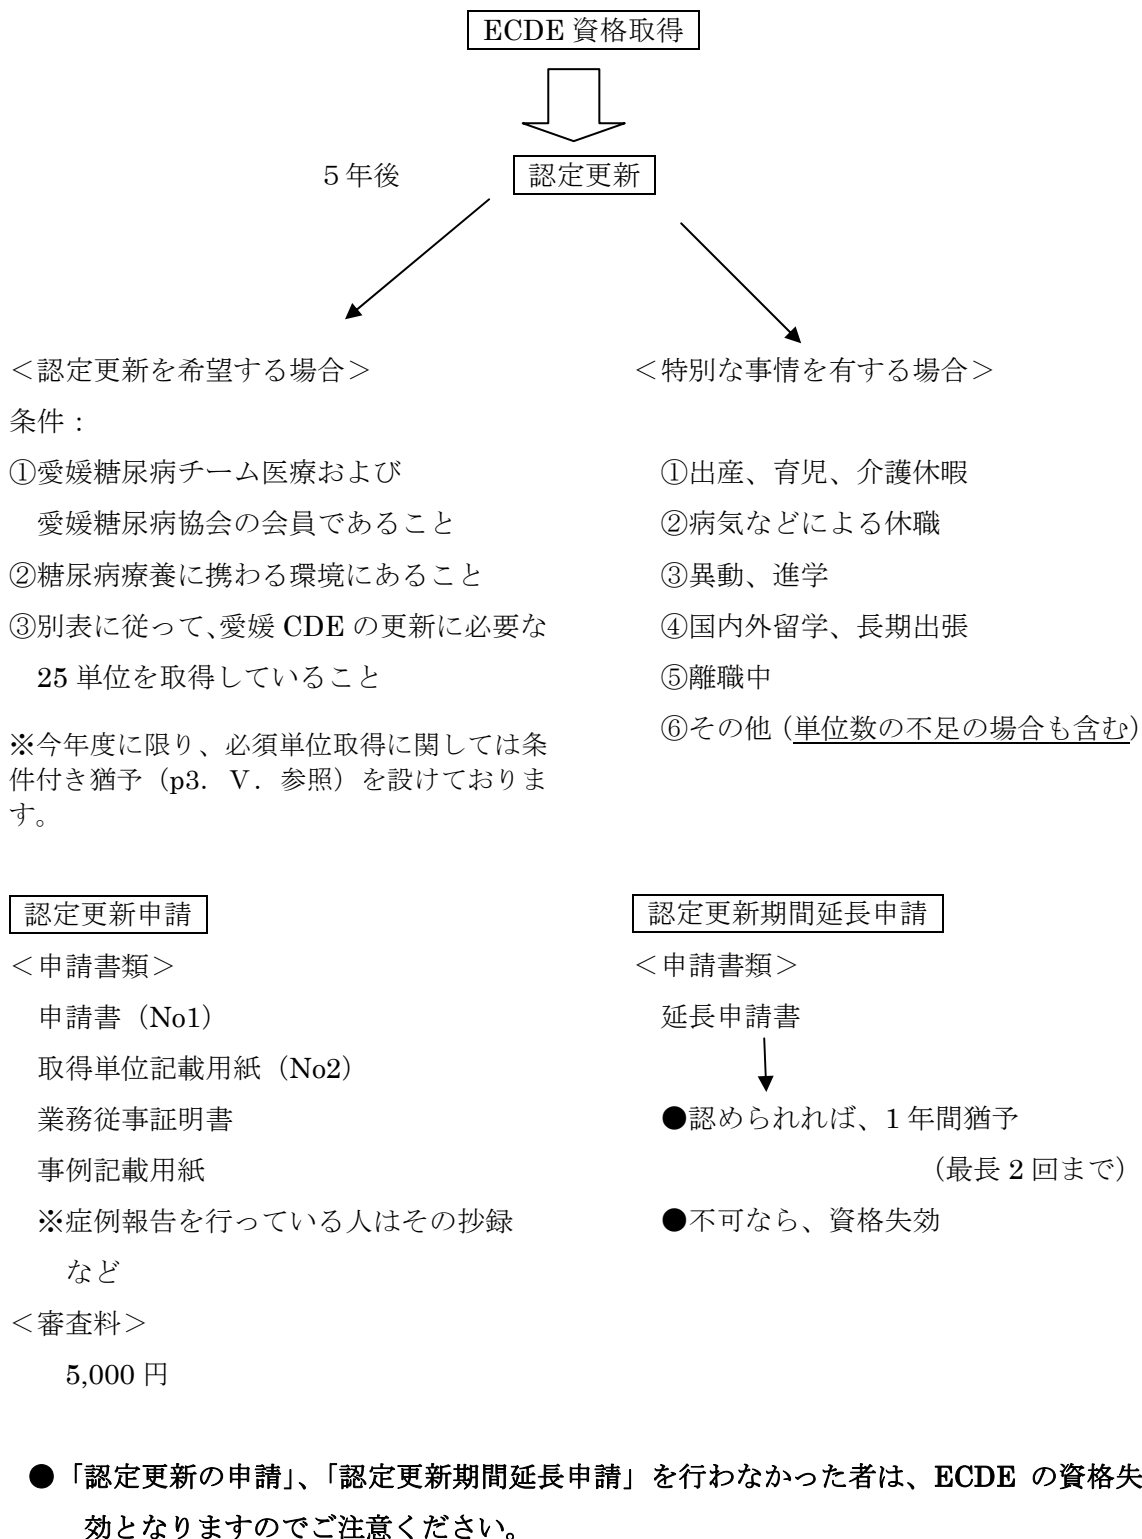 ECDE 資格取得
５年後
認定更新
＜認定更新を希望する場合＞
条件：
①愛媛糖尿病チーム医療および
愛媛糖尿病協会の会員であること
②糖尿病療養に携わる環境にあること
③別表に従って、愛媛 CDE の更新に必要な
25 単位を取得していること
※今年度に限り、必須単位取得に関しては条
件付き猶予（p3．Ⅴ．参照）を設けておりま
す。
＜特別な事情を有する場合＞
①出産、育児、介護休暇
②病気などによる休職
③異動、進学
④国内外留学、長期出張
⑤離職中
⑥その他（単位数の不足の場合も含む）
認定更新申請
＜申請書類＞
申請書（No1）
取得単位記載用紙（No2）
業務従事証明書
事例記載用紙
※症例報告を行っている人はその抄録
など
＜審査料＞
5,000 円
認定更新期間延長申請
＜申請書類＞
延長申請書
●認められれば、1 年間猶予
（最長 2 回まで）
●不可なら、資格失効
●「認定更新の申請」、「認定更新期間延長申請」を行わなかった者は、ECDE の資格失
効となりますのでご注意ください。